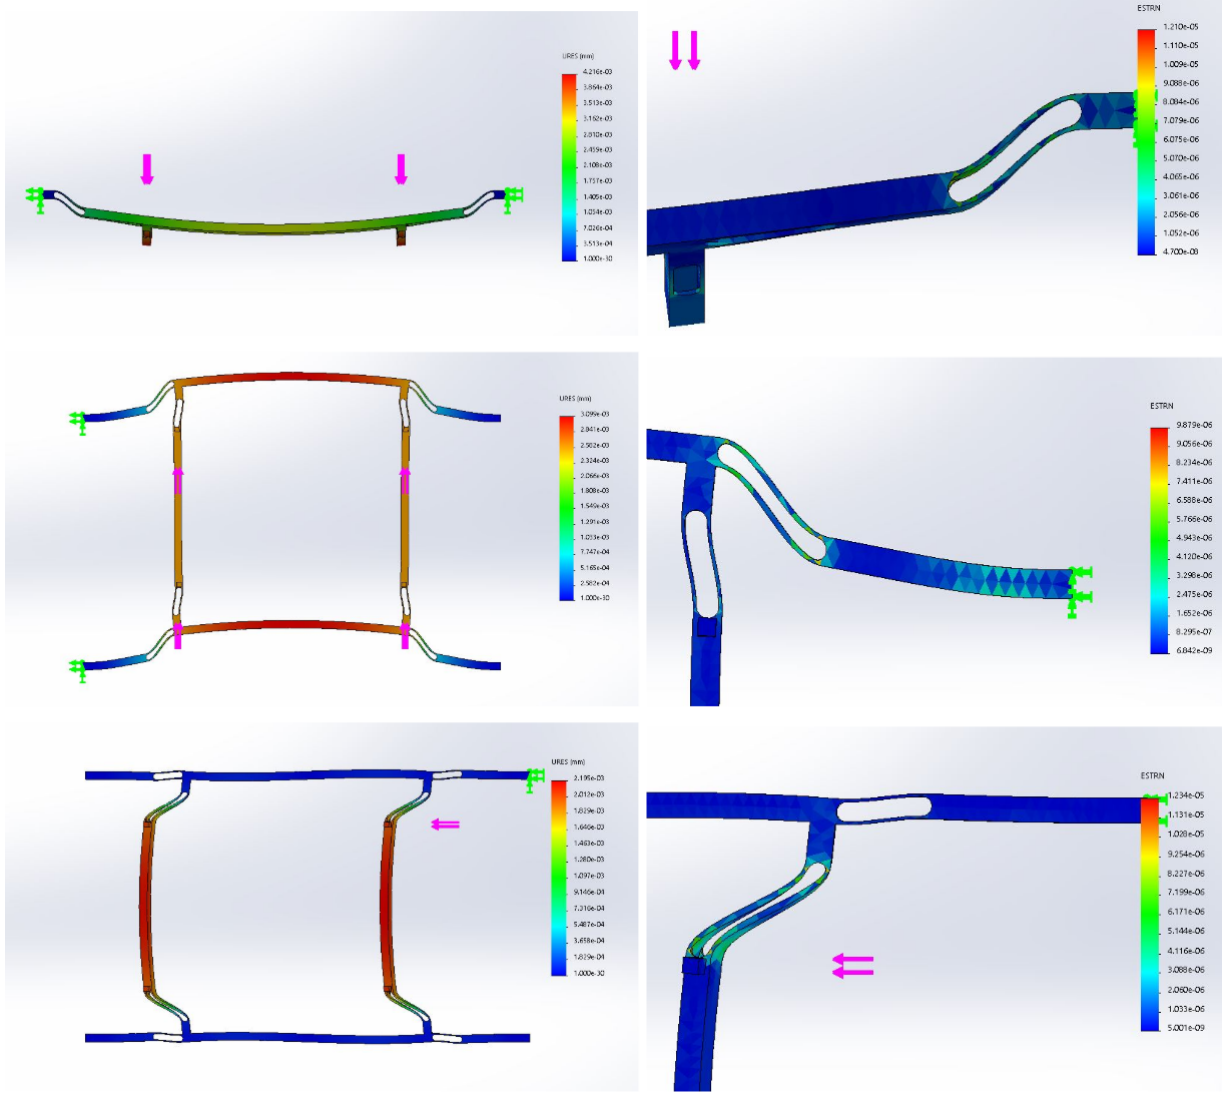 URES (mm)
4.216e-03
3.864e-03
3.513e-03
3.162e-03
2.810e-03
2.459e-03
2.108e-03
1.757e-03
1.405e-03
1.054e-03
7.026e-04
3.513e-04
1.000e-30
ESTRN
1.210e-05
1.110e-05
1.009e-05
9.088e-06
8.084e-06
7.079e-06
6.075e-06
5.070e-06
4.065e-06
3.061e-06
2.056e-06
1.052e-06
4.700e-08
URES (mm)
3.099e-03
2.841e-03
2.582e-03
2.324e-03
2.066e-03
1.808e-03
1.549e-03
1.291e-03
1.033e-03
7.747e-04
5.165e-04
2.582e-04
1.000e-30
ESTRN
9.879e-06
9.056e-06
8.234e-06
7.411e-06
6.588e-06
5.766e-06
4.943e-06
4.120e-06
3.298e-06
2.475e-06
1.652e-06
8.295e-07
6.842e-09
URES (mm)
2.195e-03
2.012e-03
1.829e-03
1.646e-03
1.463e-03
1.280e-03
1.097e-03
9.146e-04
7.316e-04
5.487e-04
3.658e-04
1.829e-04
1.000e-30
ESTRN
1.234e-05
1.131e-05
1.028e-05
9.254e-06
8.227e-06
7.199e-06
6.171e-06
5.144e-06
4.116e-06
3.088e-06
2.060e-06
1.033e-06
5.001e-09